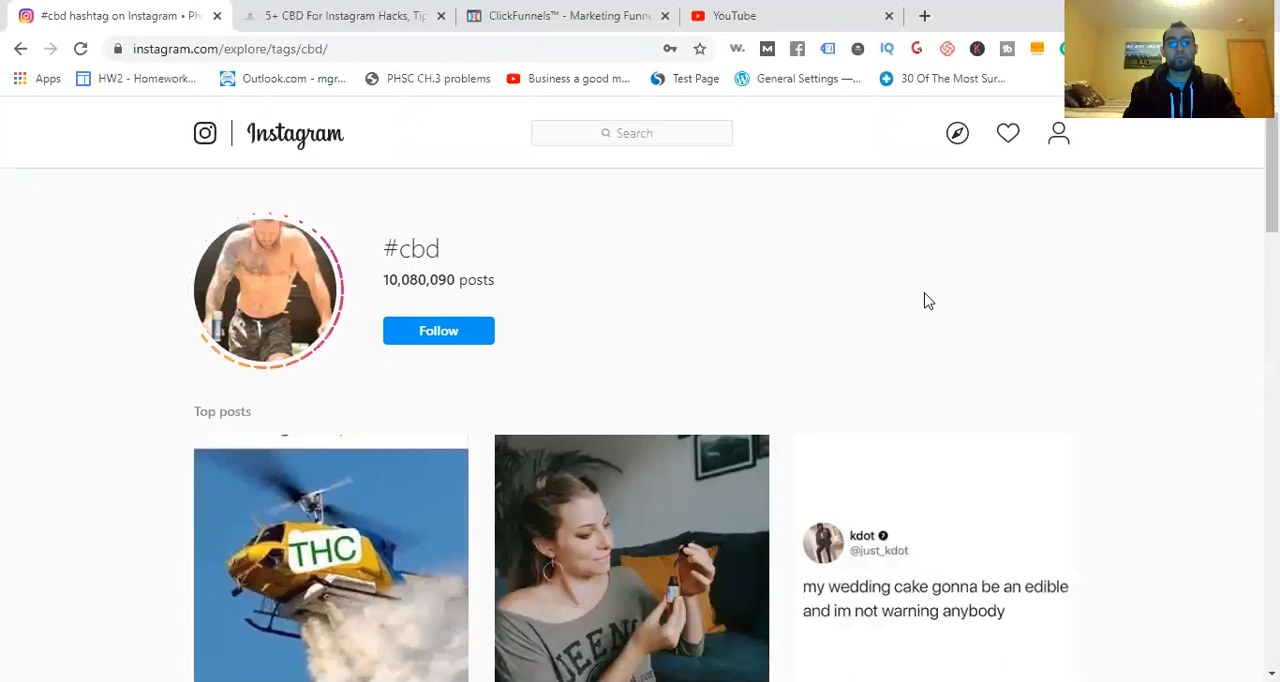 #cbd hashtag on Instagram • Ph
5+ CBD For Instagram Hacks, Tip
ClickFunnels™ - Marketing Funne
YouTube
instagram.com/explore/tags/cbd/
Apps
HW2 - Homework...
Outlook.com - mgr...
PHSC CH.3 problems
Business a good m...
Test Page
General Settings —...
30 Of The Most Sur...
Instagram
Search
#cbd
10,080,090 posts
Follow
Top posts
THC
QUEENS
kdot
@just_kdot
my wedding cake gonna be an edible
and im not warning anybody